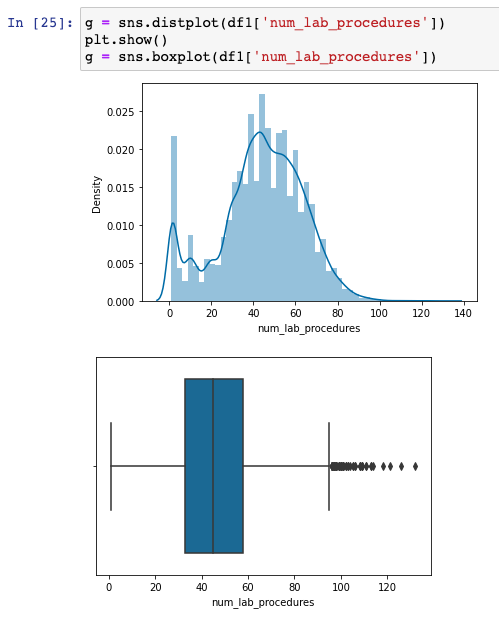 In [25]: g = sns.distplot(df1['num_lab_procedures'])
plt.show()
g = sns.boxplot(df1['num_lab_procedures'])
0.025
0.020
0.015
0.010
0.005
0.000
Density
0 20 40 60 80 100 120 140
num_lab_procedures
0 20 40 60 80 100 120
num_lab_procedures